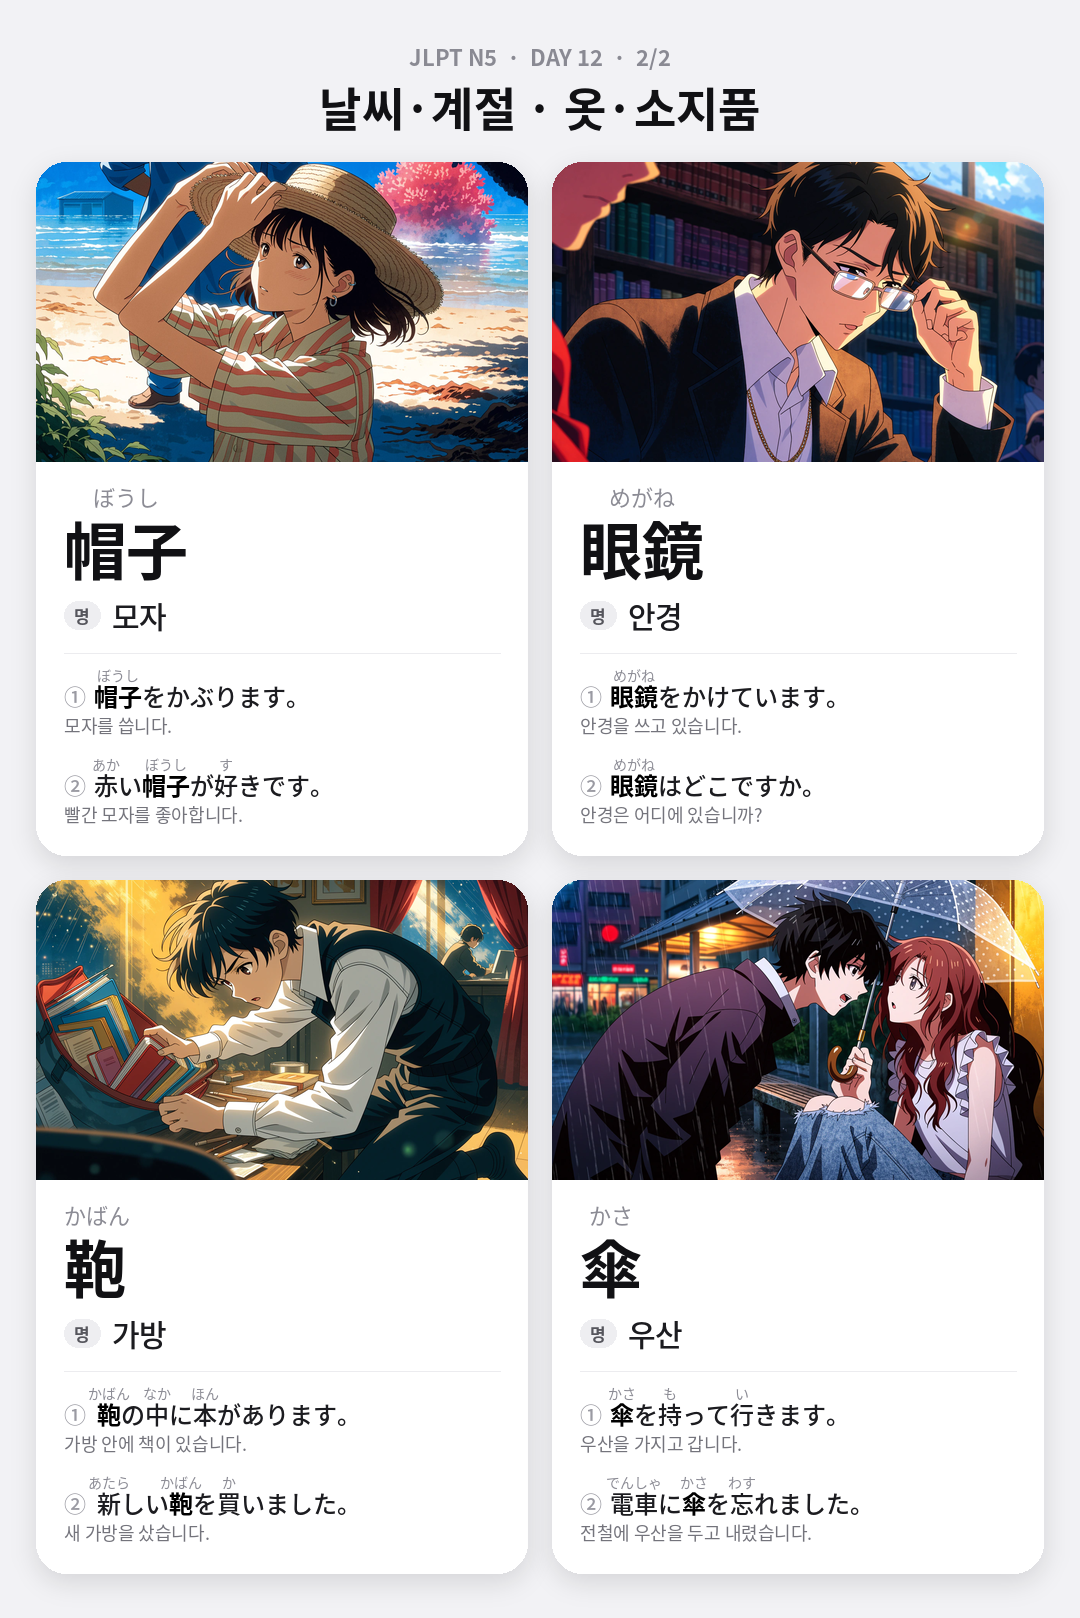 JLPT N5 · DAY 12 · 2/2
날씨·계절 · 옷·소지품
ぼうし
帽子
명 모자
ぼうし
① 帽子をかぶります。
모자를 씁니다.
あか ぼうし す
② 赤い帽子が好きです。
빨간 모자를 좋아합니다.
めがね
眼鏡
명 안경
めがね
① 眼鏡をかけています。
안경을 쓰고 있습니다.
めがね
② 眼鏡はどこですか。
안경은 어디에 있습니까?
かばん
鞄
명 가방
かばん なか ほん
① 鞄の中に本があります。
가방 안에 책이 있습니다.
あたら かばん か
② 新しい鞄を買いました。
새 가방을 샀습니다.
かさ
傘
명 우산
かさ も い
① 傘を持って行きます。
우산을 가지고 갑니다.
でんしゃ かさ わす
② 電車に傘を忘れました。
전철에 우산을 두고 내렸습니다.